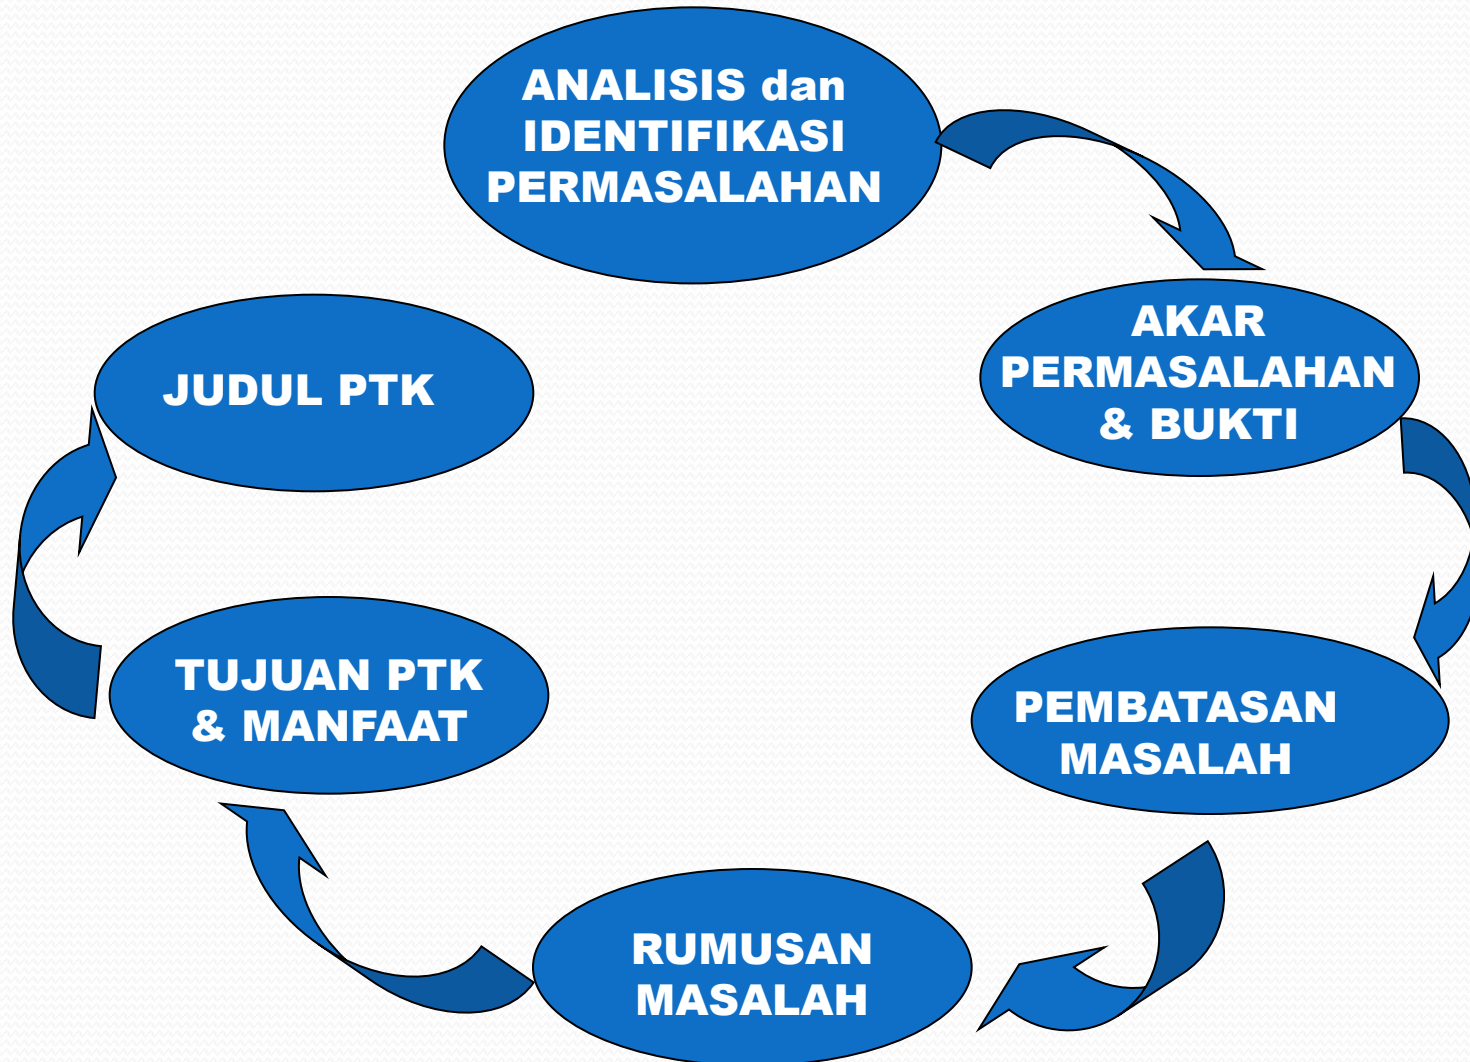 ANALISIS dan
IDENTIFIKASI
PERMASALAHAN
AKAR
PERMASALAHAN
& BUKTI
PEMBATASAN
MASALAH
RUMUSAN
MASALAH
TUJUAN PTK
& MANFAAT
JUDUL PTK